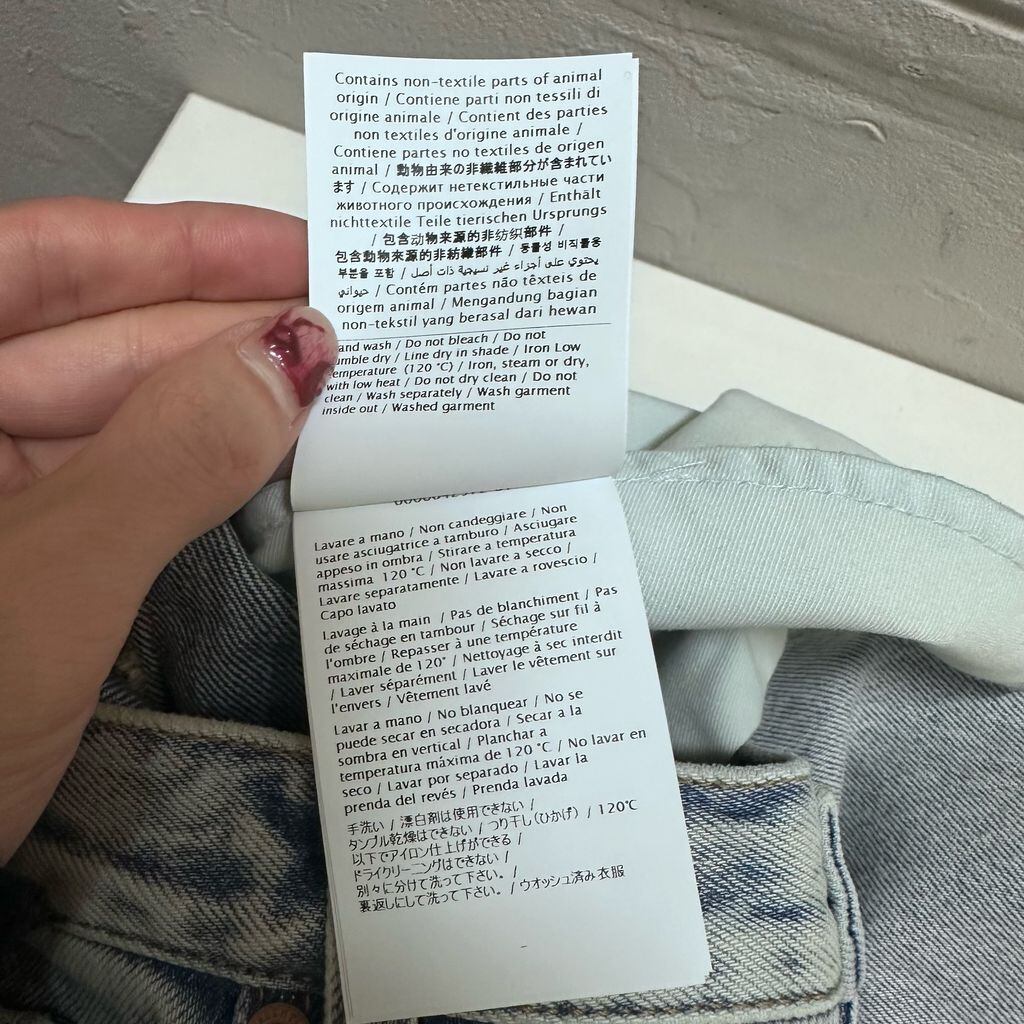 Contains non-textile parts of animal
origin / Contiene parti non tessili di
origine animale / Contient des parties
non textiles d'origine animale /
Contiene partes no textiles de origen
animal / 動物由来の非繊維部分が含まれてい
ます / Содержит нетекстильные части
животного происхождения / Enthält
nichttextile Teile tierischen Ursprungs
/ 包含动物来源的非纺织部件 /
包含動物來源的非紡織部件 / 동물성 비직물용
부분을 포함 / يحتوي على أجزاء غير نسيجية ذات أصل
حيواني / Contém partes não têxteis de
origem animal / Mengandung bagian
non-tekstil yang berasal dari hewan
and wash / Do not bleach / Do not
umble dry / Line dry in shade / Iron Low
emperature (120 °C) / Iron, steam or dry,
with low heat / Do not dry clean / Do not
clean / Wash separately / Wash garment
inside out / Washed garment
Lavare a mano / Non candeggiare / Non
usare asciugatrice a tamburo / Asciugare
appeso in ombra / Stirare a temperatura
massima 120 °C / Non lavare a secco /
Lavare separatamente / Lavare a rovescio /
Capo lavato
Lavage à la main / Pas de blanchiment / Pas
de séchage en tambour / Séchage sur fil à
l'ombre / Repasser à une température
maximale de 120° / Nettoyage à sec interdit
/ Laver séparément / Laver le vêtement sur
l'envers / Vêtement lavé
Lavar a mano / No blanquear / No se
puede secar en secadora / Secar a la
sombra en vertical / Planchar a
temperatura máxima de 120 °C / No lavar en
seco / Lavar por separado / Lavar la
prenda del revés / Prenda lavada
手洗い / 漂白剤は使用できない /
タンブル乾燥はできない / つり干し(ひかげ) / 120℃
以下でアイロン仕上げができる /
ドライクリーニングはできない /
別々に分けて洗って下さい。 /
裏返しにして洗って下さい。 / ウオッシュ済み衣服
-